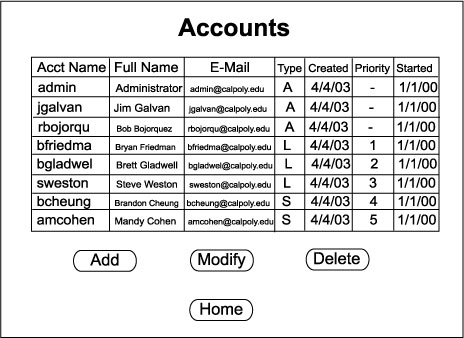 Accounts
Acct Name Full Name E-Mail Type Created Priority Started
admin Administrator admin@calpoly.edu A 4/4/03 - 1/1/00
jgalvan Jim Galvan jgalvan@calpoly.edu A 4/4/03 - 1/1/00
rbojorqu Bob Bojorquez rbojorqu@calpoly.edu A 4/4/03 - 1/1/00
bfriedma Bryan Friedman bfriedma@calpoly.edu L 4/4/03 1 1/1/00
bgladwel Brett Gladwell bgladwel@calpoly.edu L 4/4/03 2 1/1/00
sweston Steve Weston sweston@calpoly.edu L 4/4/03 3 1/1/00
bcheung Brandon Cheung bcheung@calpoly.edu S 4/4/03 4 1/1/00
amcohen Mandy Cohen amcohen@calpoly.edu S 4/4/03 5 1/1/00
Add Modify Delete
Home